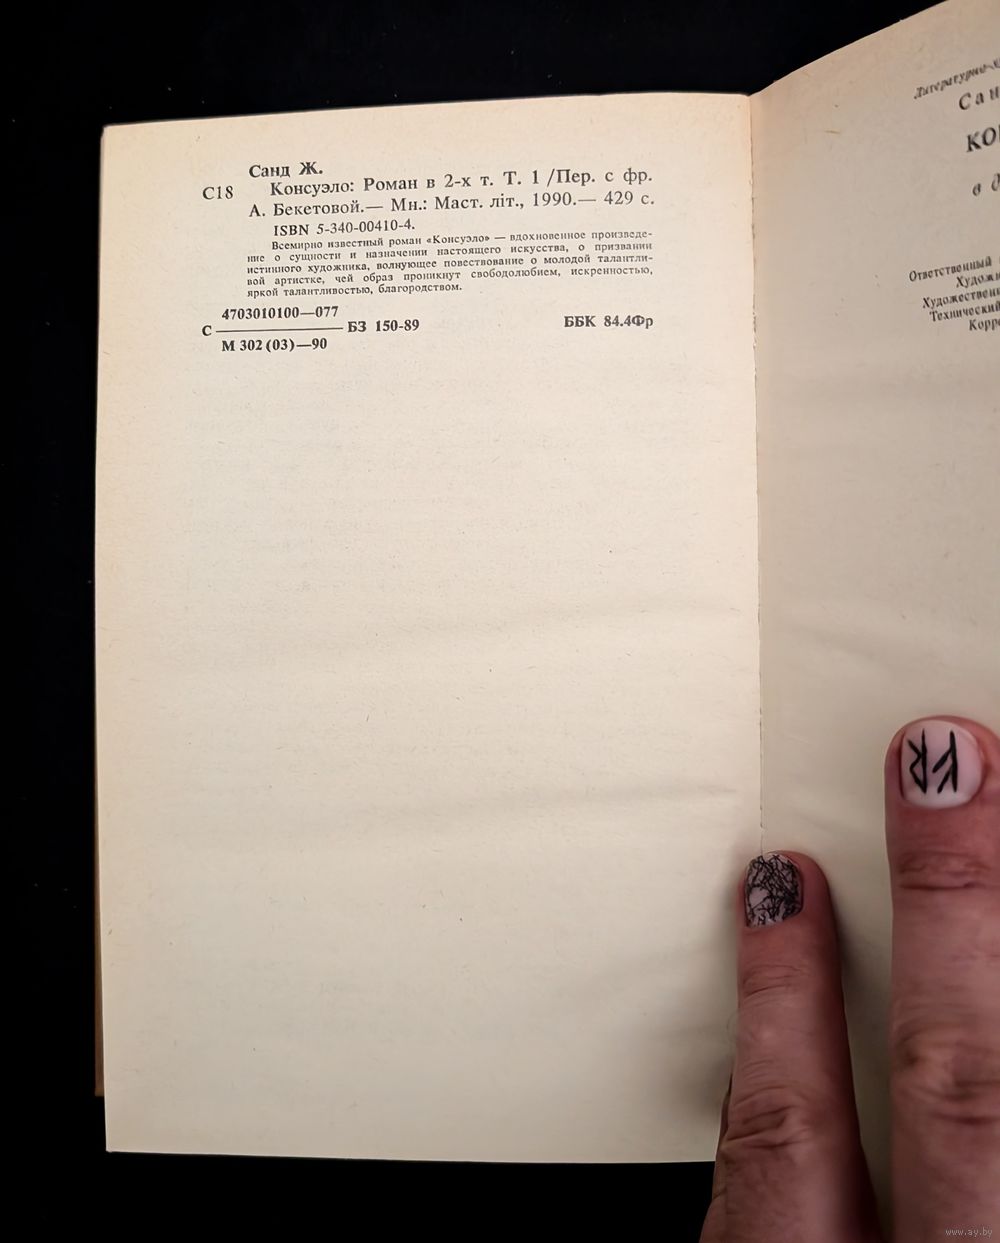 Санд Ж.
С18 Консуэло: Роман в 2-х т. Т. 1 /Пер. с фр.
А. Бекетовой.— Мн.: Маст. літ., 1990.— 429 с.
ISBN 5-340-00410-4.
Всемирно известный роман «Консуэло» — вдохновенное произведе-
ние о сущности и назначении настоящего искусства, о призвании
истинного художника, волнующее повествование о молодой талантли-
вой артистке, чей образ проникнут свободолюбием, искренностью,
яркой талантливостью, благородством.
4703010100—077
С ———— БЗ 150-89 ББК 84.4Фр
М 302(03)—90
Ответственный
Технический
www.ay.by